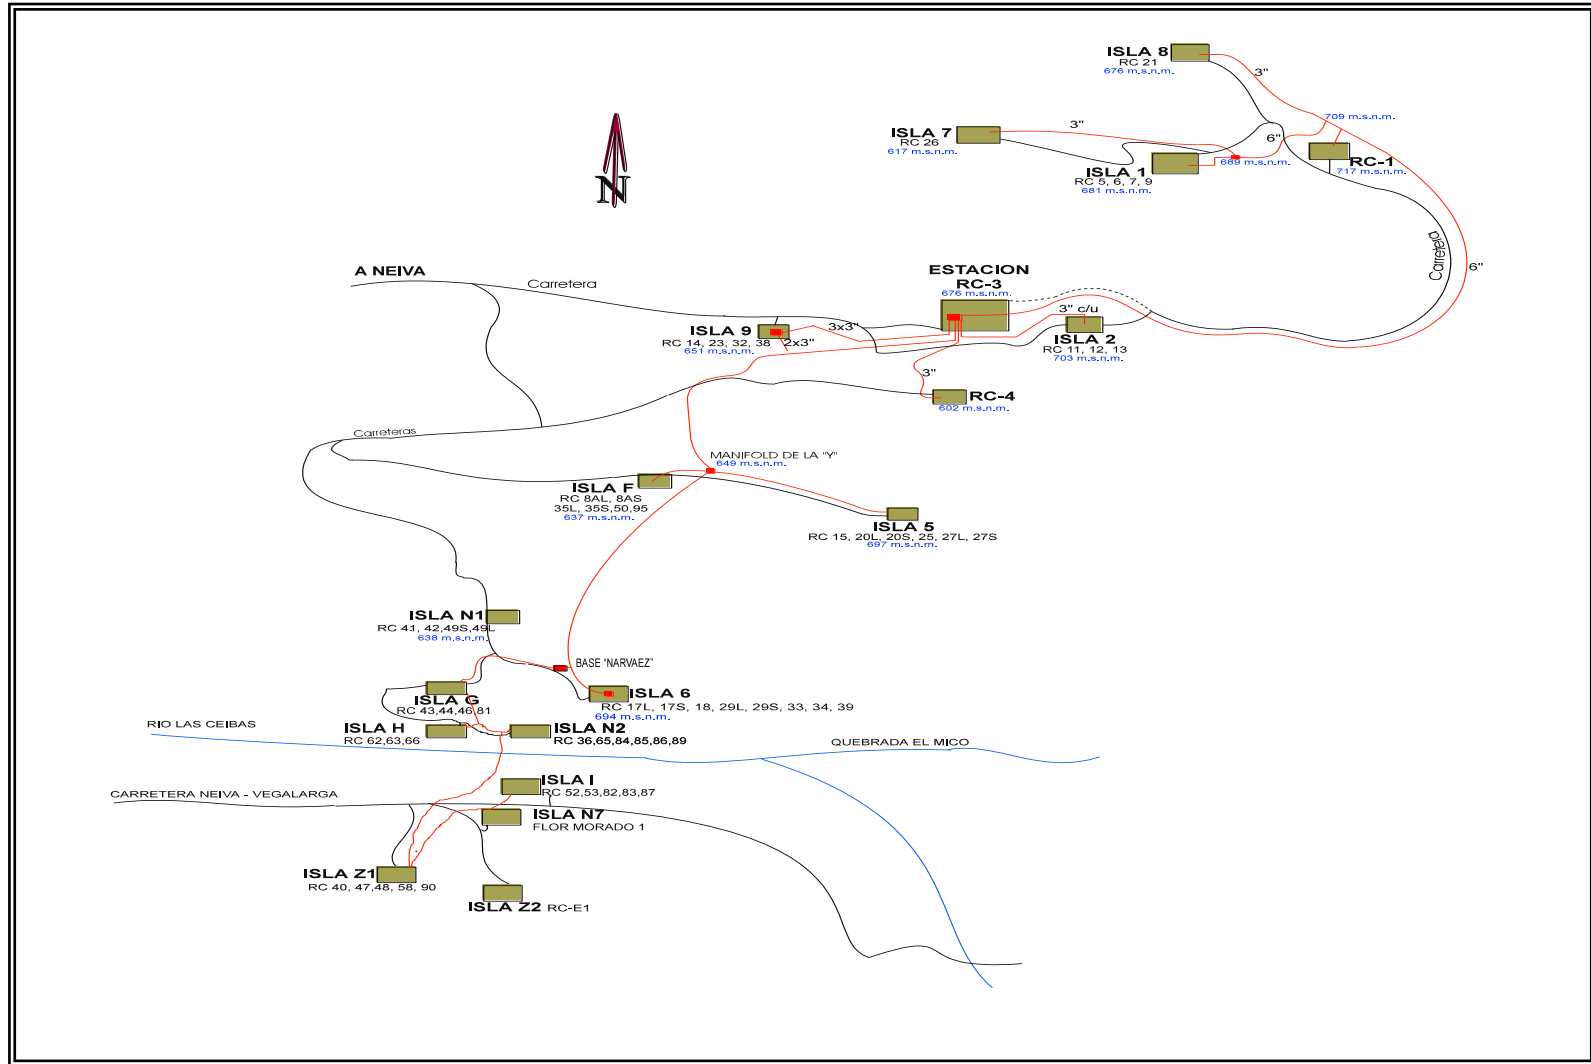 ISLA 8
RC 21
676 m.s.n.m.
3"
709 m.s.n.m.
ISLA 7
RC 26
617 m.s.n.m.
3"
6"
689 m.s.n.m.
RC-1
717 m.s.n.m.
ISLA 1
RC 5, 6, 7, 9
681 m.s.n.m.
N
Carretera
6"
A NEIVA
Carretera
ESTACION
RC-3
676 m.s.n.m.
3" c/u
ISLA 9
RC 14, 23, 32, 38
651 m.s.n.m.
3x3"
2x3"
ISLA 2
RC 11, 12, 13
703 m.s.n.m.
3"
RC-4
602 m.s.n.m.
Carreteras
MANIFOLD DE LA "Y"
649 m.s.n.m.
ISLA F
RC 8AL, 8AS
35L, 35S,50,95
637 m.s.n.m.
ISLA 5
RC 15, 20L, 20S, 25, 27L, 27S
697 m.s.n.m.
ISLA N1
RC 41, 42,49S,49L
638 m.s.n.m.
BASE "NARVAEZ"
ISLA G
RC 43,44,46,81
ISLA 6
RC 17L, 17S, 18, 29L, 29S, 33, 34, 39
694 m.s.n.m.
RIO LAS CEIBAS
ISLA H
RC 62,63,66
ISLA N2
RC 36,65,84,85,86,89
QUEBRADA EL MICO
ISLA I
RC 52,53,82,83,87
CARRETERA NEIVA - VEGALARGA
ISLA N7
FLOR MORADO 1
ISLA Z1
RC 40, 47,48, 58, 90
ISLA Z2 RC-E1